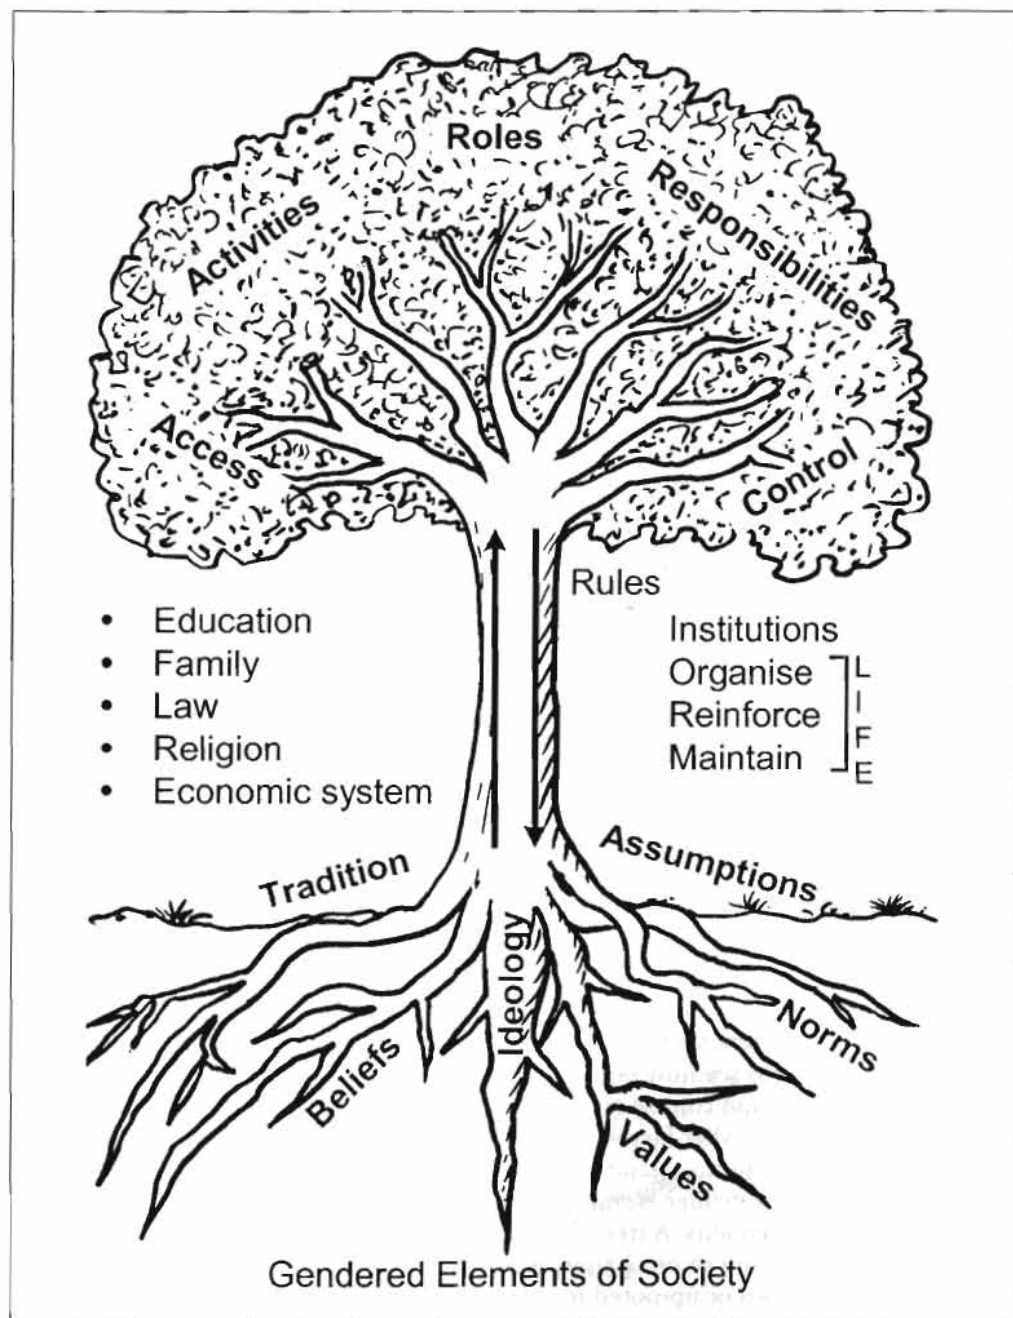 Roles
Responsibilities
Activities
Access
Control
Rules
• Education
• Family
• Law
• Religion
• Economic system
Institutions
Organise
Reinforce
Maintain
L
I
F
E
Tradition
Assumptions
Ideology
Beliefs
Norms
Values
Gendered Elements of Society